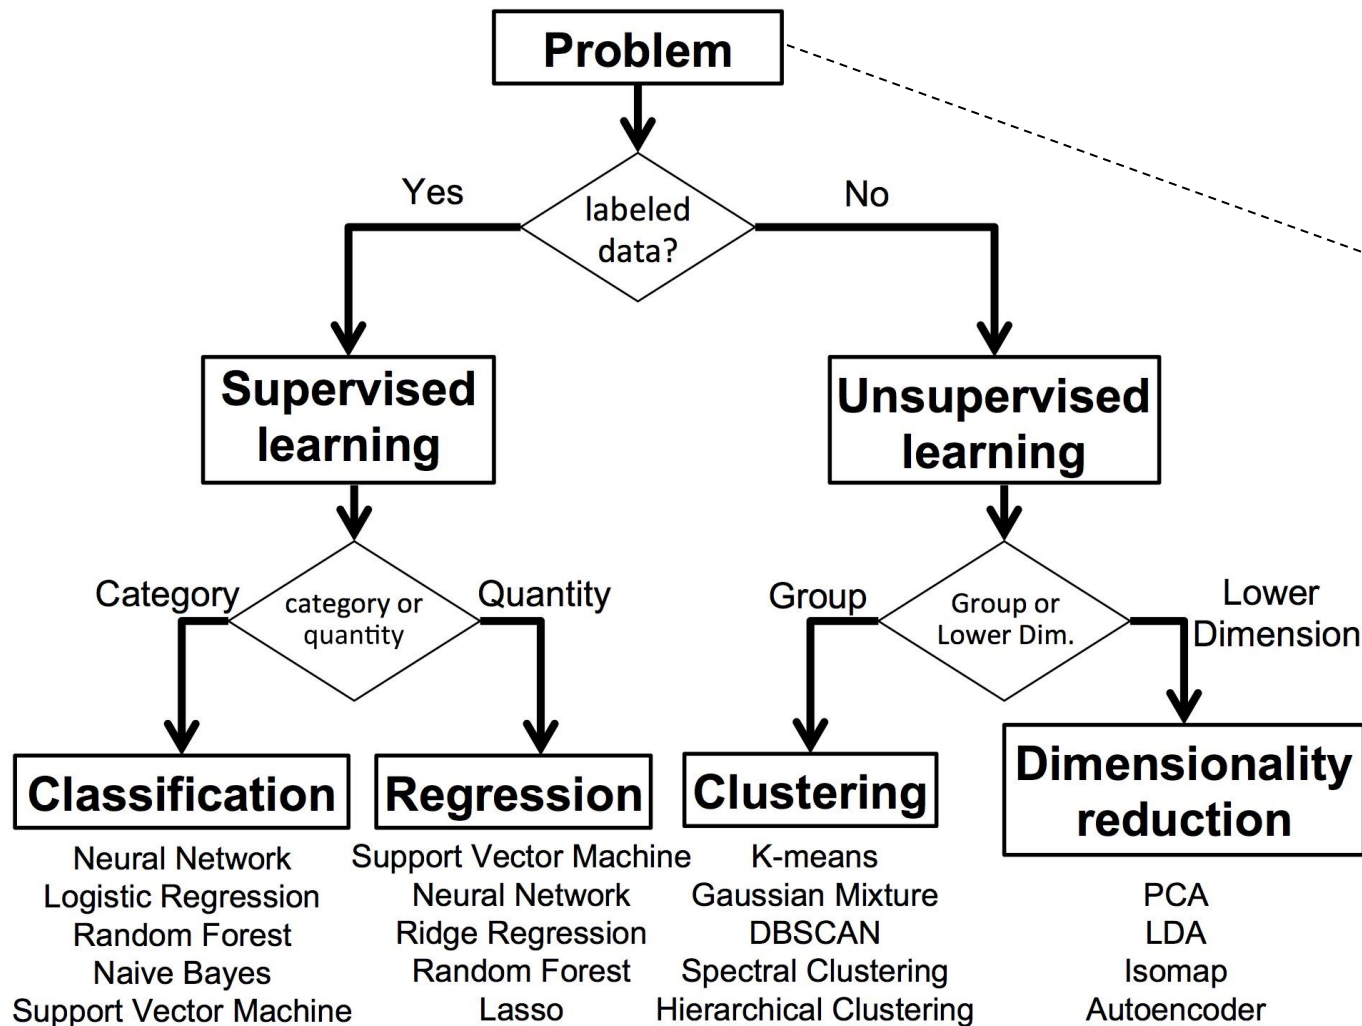 Problem
labeled
data?
Yes
No
Supervised
learning
Unsupervised
learning
category or
quantity
Category
Quantity
Group or
Lower Dim.
Group
Lower
Dimension
Classification
Neural Network
Logistic Regression
Random Forest
Naive Bayes
Support Vector Machine
Regression
Support Vector Machine
Neural Network
Ridge Regression
Random Forest
Lasso
Clustering
K-means
Gaussian Mixture
DBSCAN
Spectral Clustering
Hierarchical Clustering
Dimensionality
reduction
PCA
LDA
Isomap
Autoencoder